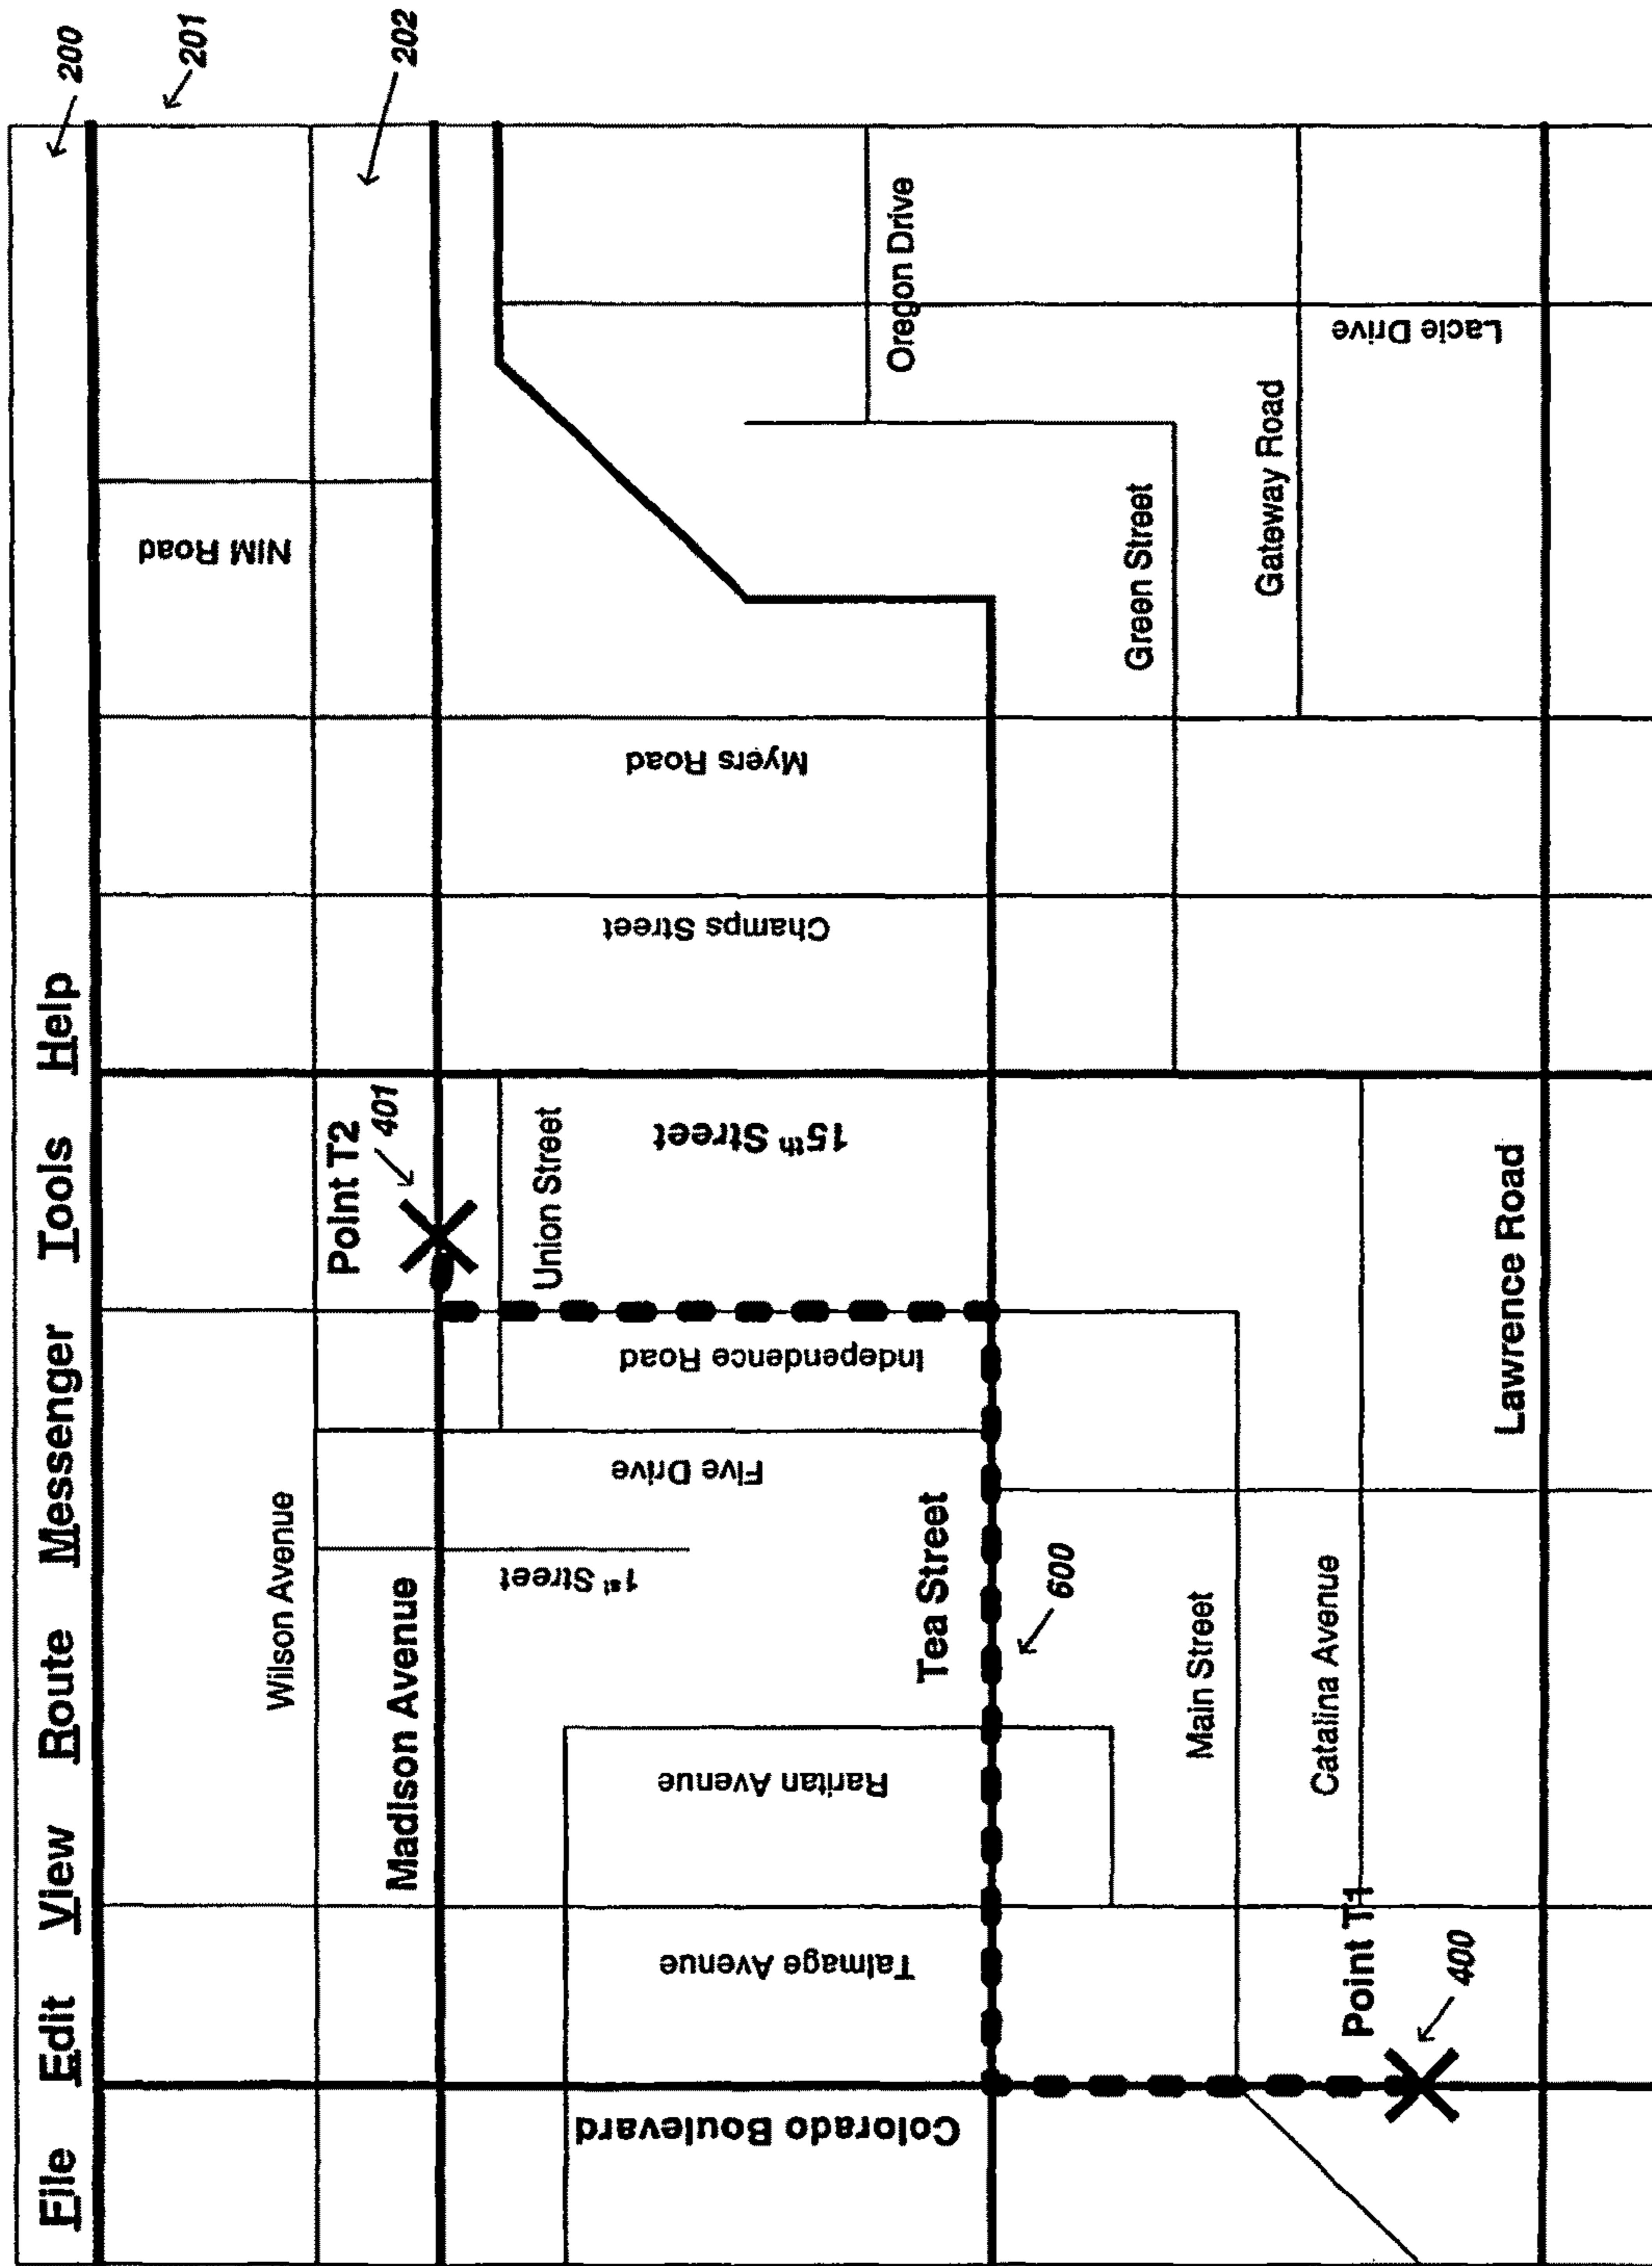 File Edit View Route Messenger Tools Help
200
201
202
Wilson Avenue
Madison Avenue
Point T2
401
NIM Road
Union Street
1st Street
Five Drive
Independence Road
15th Street
Champs Street
Myers Road
Oregon Drive
Colorado Boulevard
Talmage Avenue
Raritan Avenue
Tea Street
600
Green Street
Main Street
Gateway Road
Catalina Avenue
Point T1
400
Lacie Drive
Lawrence Road